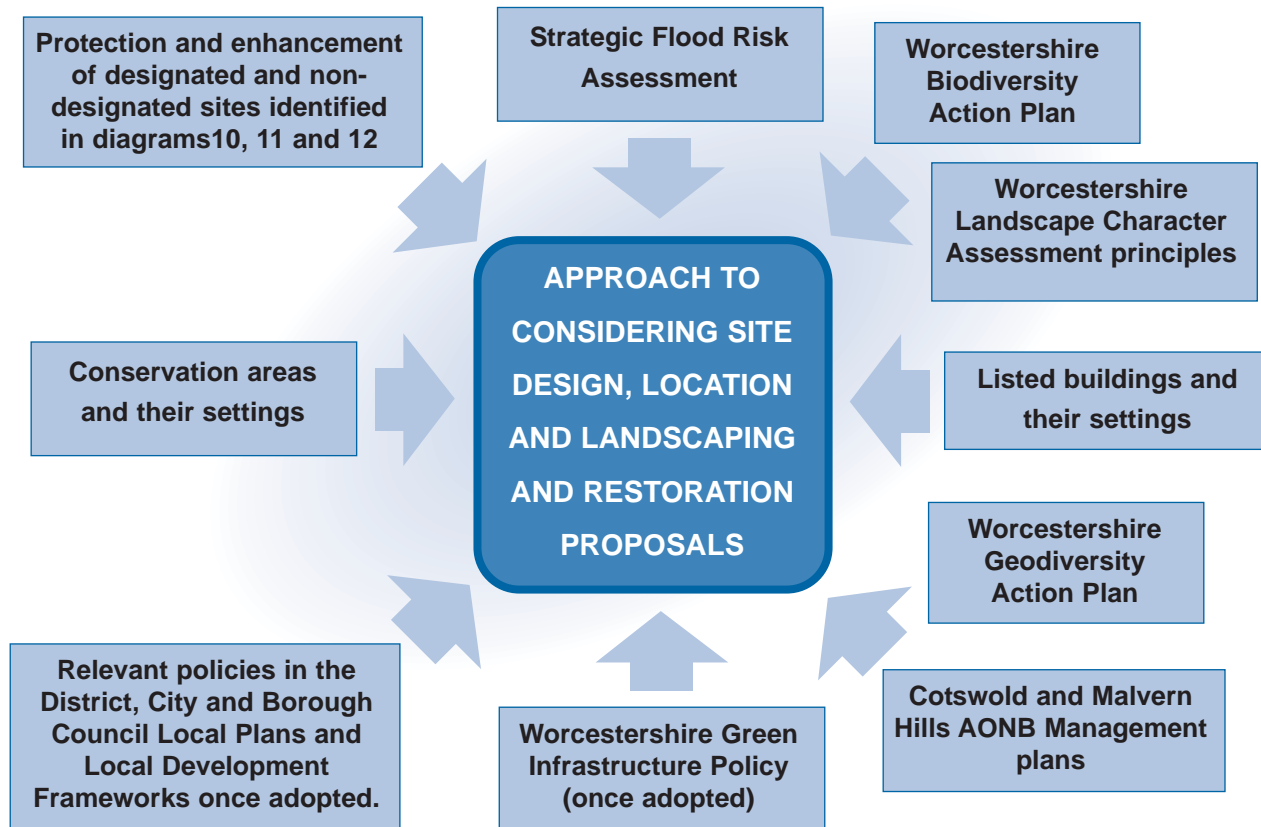 Protection and enhancement
of designated and non-
designated sites identified
in diagrams10, 11 and 12
Strategic Flood Risk
Assessment
Worcestershire
Biodiversity
Action Plan
Worcestershire
Landscape Character
Assessment principles
APPROACH TO
CONSIDERING SITE
DESIGN, LOCATION
AND LANDSCAPING
AND RESTORATION
PROPOSALS
Conservation areas
and their settings
Listed buildings and
their settings
Worcestershire
Geodiversity
Action Plan
Relevant policies in the
District, City and Borough
Council Local Plans and
Local Development
Frameworks once adopted.
Worcestershire Green
Infrastructure Policy
(once adopted)
Cotswold and Malvern
Hills AONB Management
plans